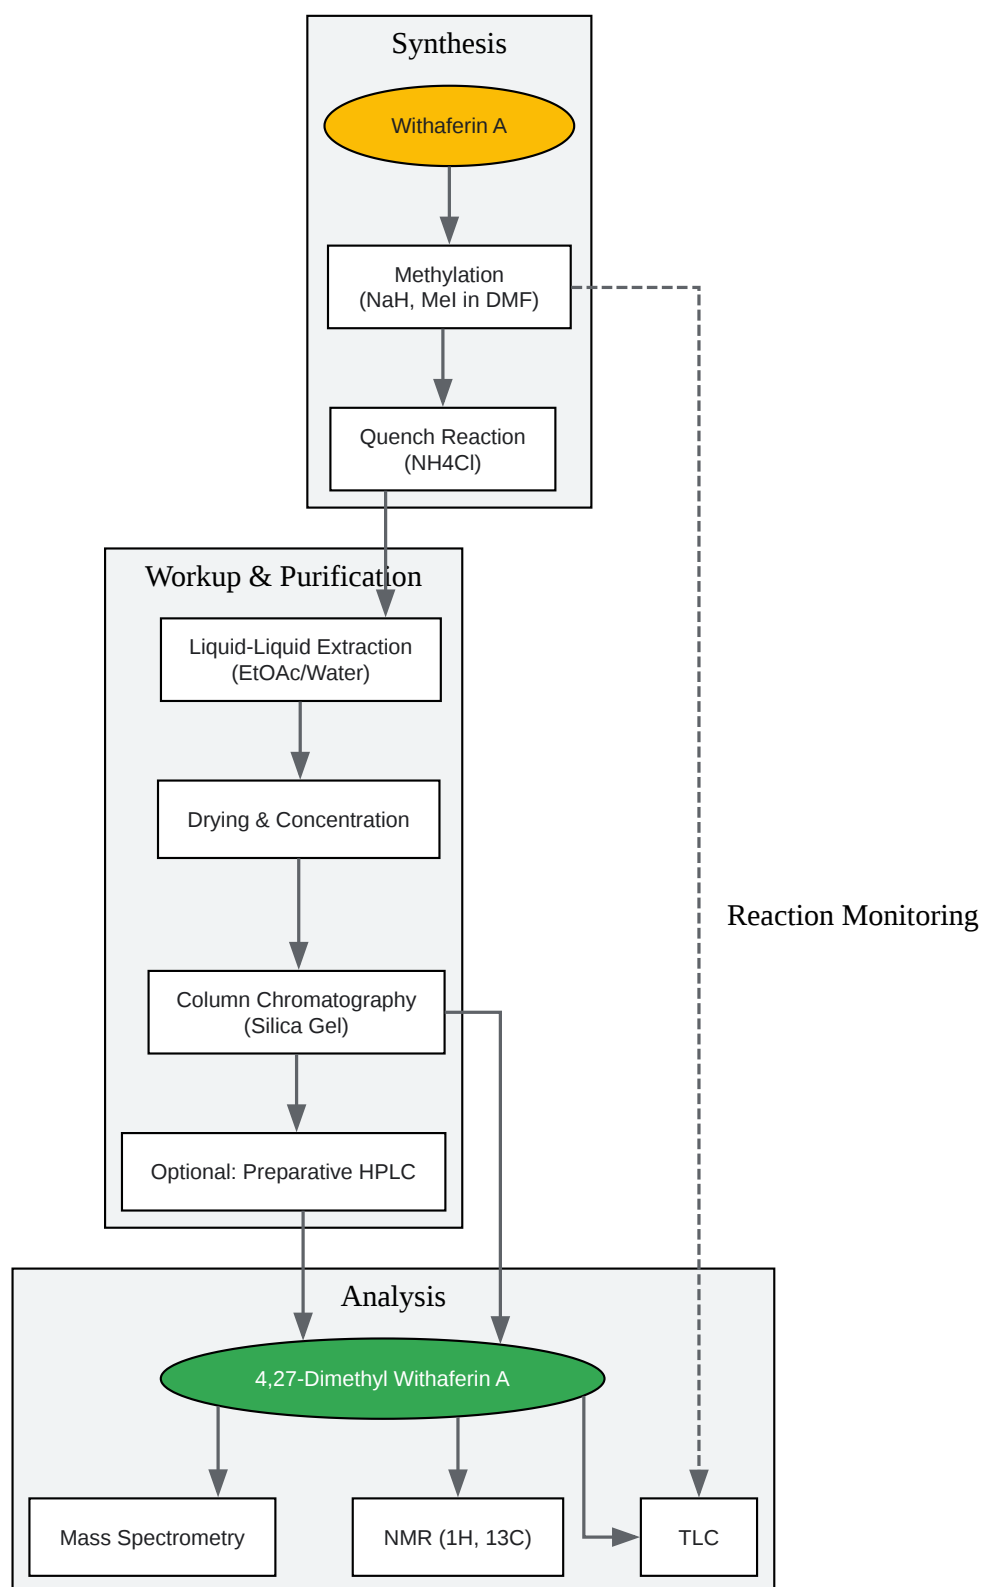 Synthesis
Withaferin A
Methylation
(NaH, MeI in DMF)
Quench Reaction
(NH4Cl)
Workup & Purification
Liquid-Liquid Extraction
(EtOAc/Water)
Drying & Concentration
Reaction Monitoring
Column Chromatography
(Silica Gel)
Optional: Preparative HPLC
Analysis
4,27-Dimethyl Withaferin A
Mass Spectrometry
NMR (1H, 13C)
TLC